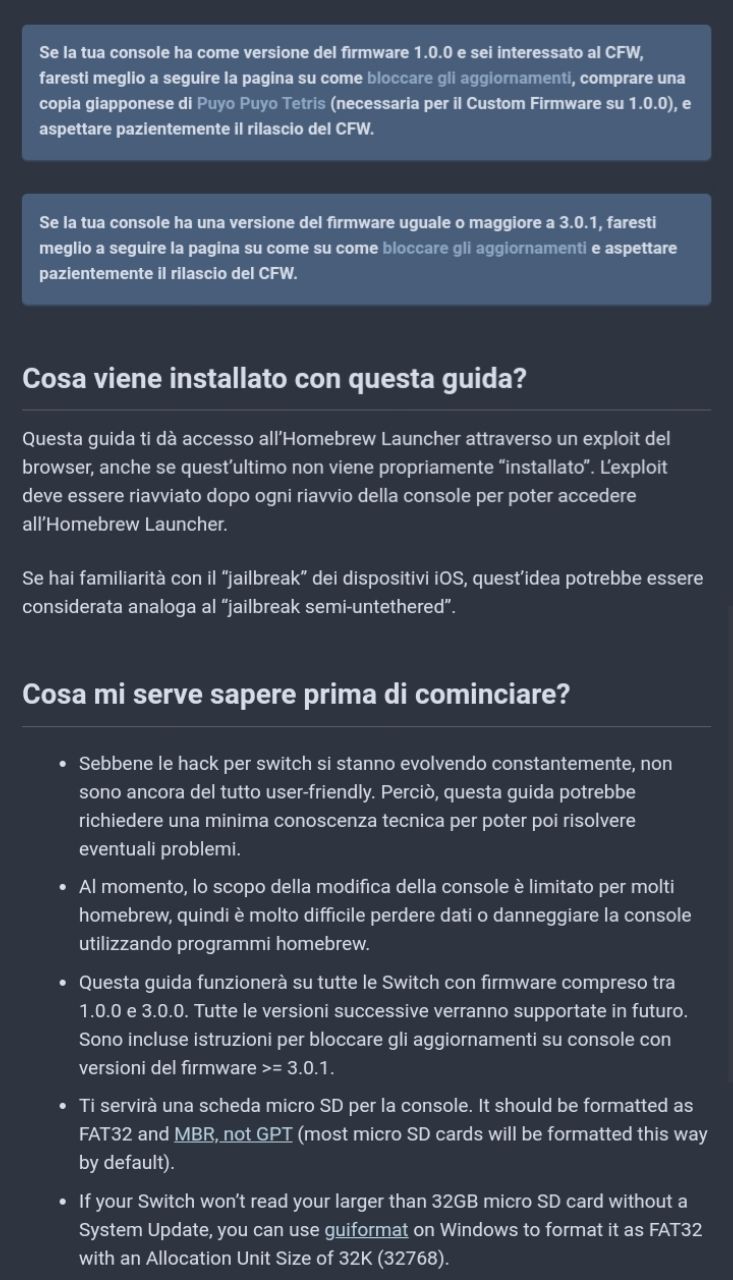 Se la tua console ha come versione del firmware 1.0.0 e sei interessato al CFW,
faresti meglio a seguire la pagina su come bloccare gli aggiornamenti, comprare una
copia giapponese di Puyo Puyo Tetris (necessaria per il Custom Firmware su 1.0.0), e
aspettare pazientemente il rilascio del CFW.
Se la tua console ha una versione del firmware uguale o maggiore a 3.0.1, faresti
meglio a seguire la pagina su come su come bloccare gli aggiornamenti e aspettare
pazientemente il rilascio del CFW.
Cosa viene installato con questa guida?
Questa guida ti dà accesso all’Homebrew Launcher attraverso un exploit del
browser, anche se quest’ultimo non viene propriamente “installato”. L’exploit
deve essere riavviato dopo ogni riavvio della console per poter accedere
all’Homebrew Launcher.
Se hai familiarità con il “jailbreak” dei dispositivi iOS, quest’idea potrebbe essere
considerata analoga al “jailbreak semi-untethered”.
Cosa mi serve sapere prima di cominciare?
• Sebbene le hack per switch si stanno evolvendo constantemente, non
sono ancora del tutto user-friendly. Perciò, questa guida potrebbe
richiedere una minima conoscenza tecnica per poter poi risolvere
eventuali problemi.
• Al momento, lo scopo della modifica della console è limitato per molti
homebrew, quindi è molto difficile perdere dati o danneggiare la console
utilizzando programmi homebrew.
• Questa guida funzionerà su tutte le Switch con firmware compreso tra
1.0.0 e 3.0.0. Tutte le versioni successive verranno supportate in futuro.
Sono incluse istruzioni per bloccare gli aggiornamenti su console con
versioni del firmware >= 3.0.1.
• Ti servirà una scheda micro SD per la console. It should be formatted as
FAT32 and MBR, not GPT (most micro SD cards will be formatted this way
by default).
• If your Switch won’t read your larger than 32GB micro SD card without a
System Update, you can use guiformat on Windows to format it as FAT32
with an Allocation Unit Size of 32K (32768).